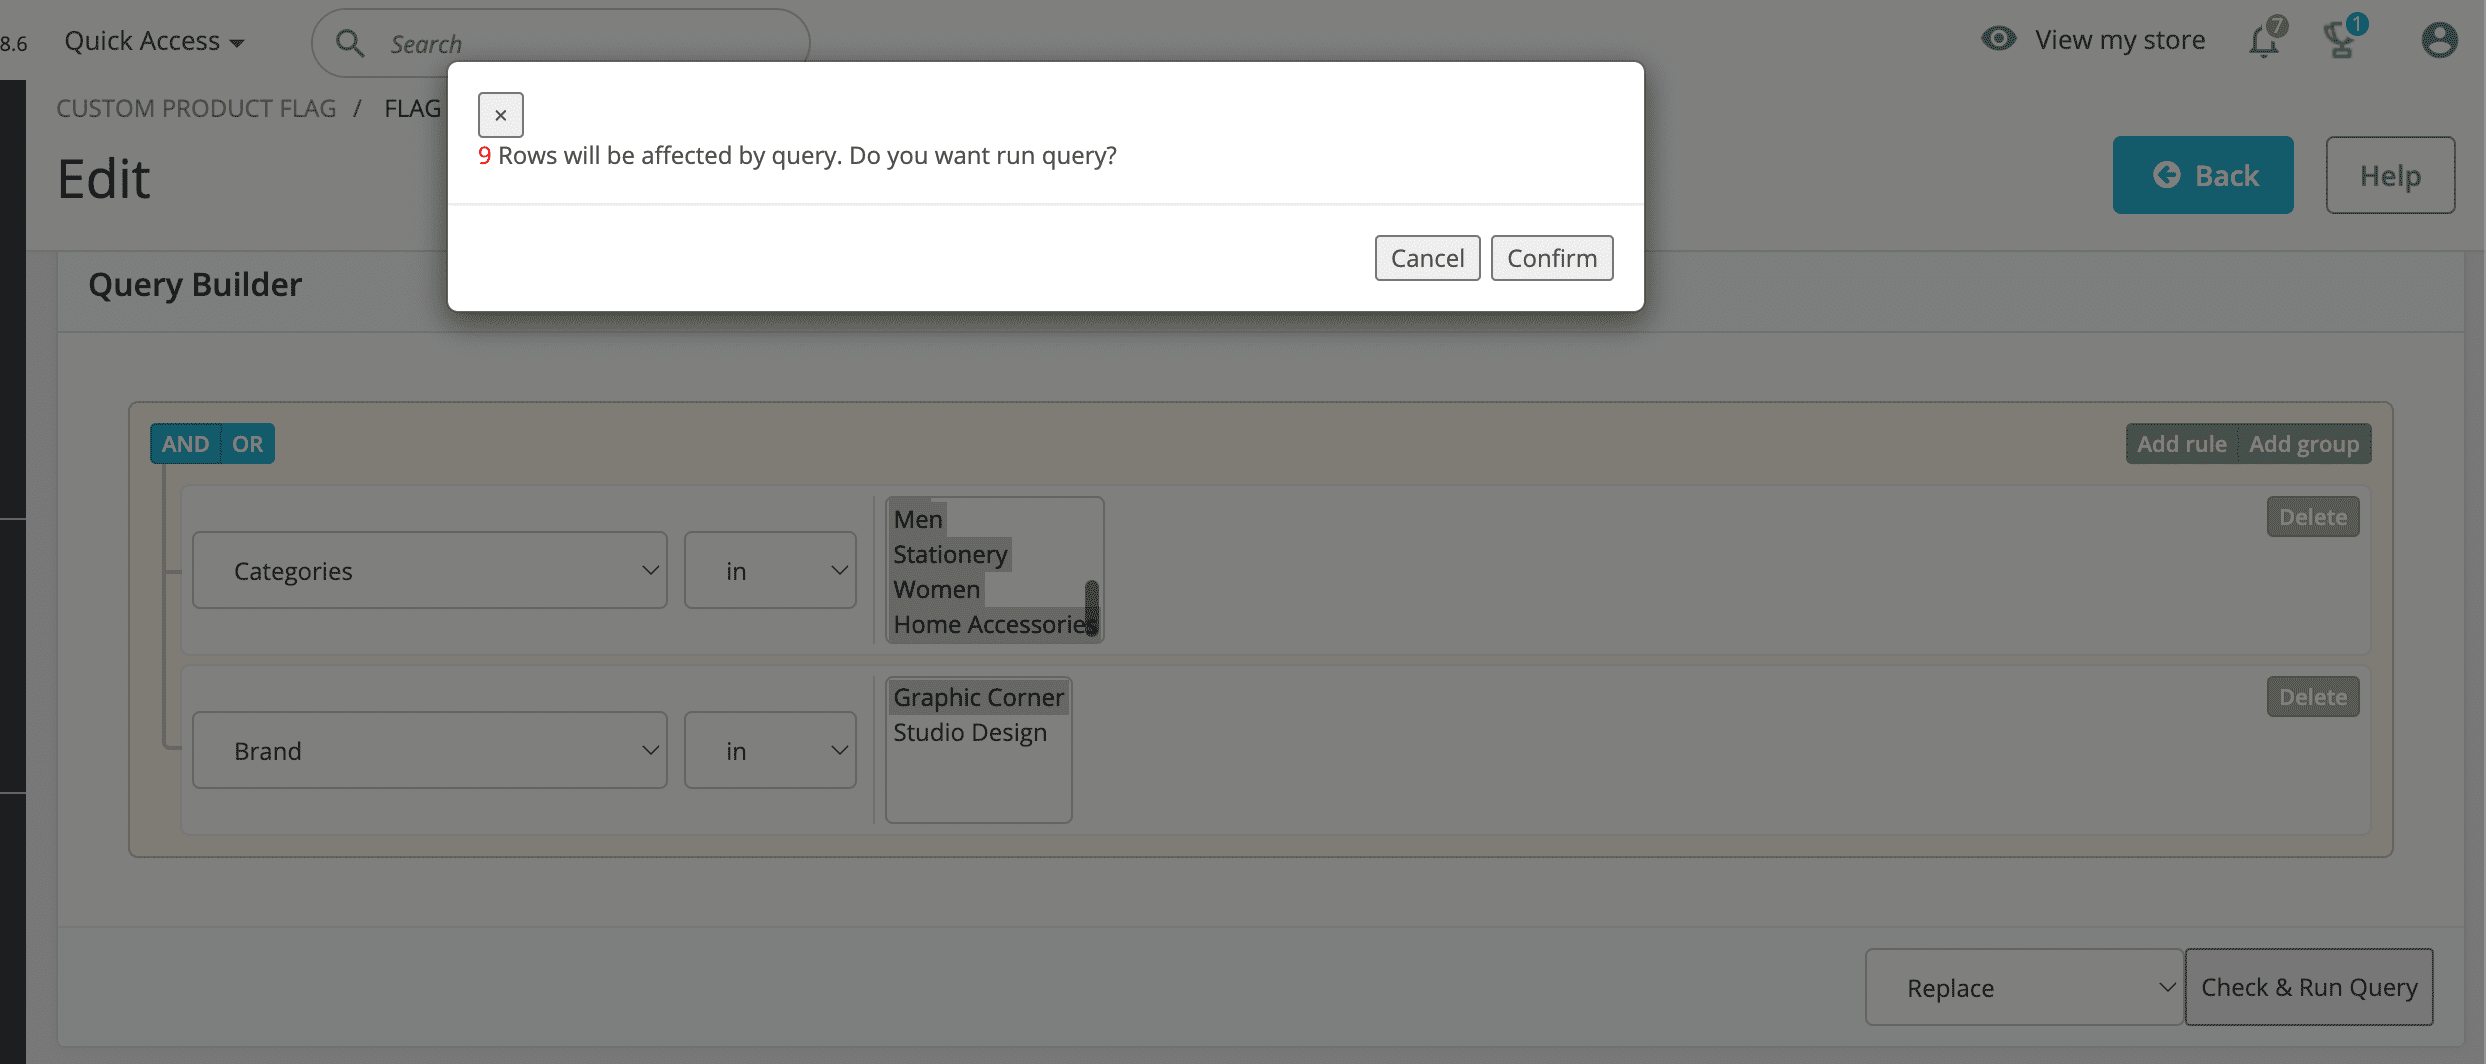 8.6
Quick Access
Search
View my store
7
1
CUSTOM PRODUCT FLAG / FLAG
Edit
×
9 Rows will be affected by query. Do you want run query?
Cancel
Confirm
Back
Help
Query Builder
AND
OR
Add rule
Add group
Categories
in
Men
Stationery
Women
Home Accessories
Delete
Brand
in
Graphic Corner
Studio Design
Delete
Replace
Check & Run Query